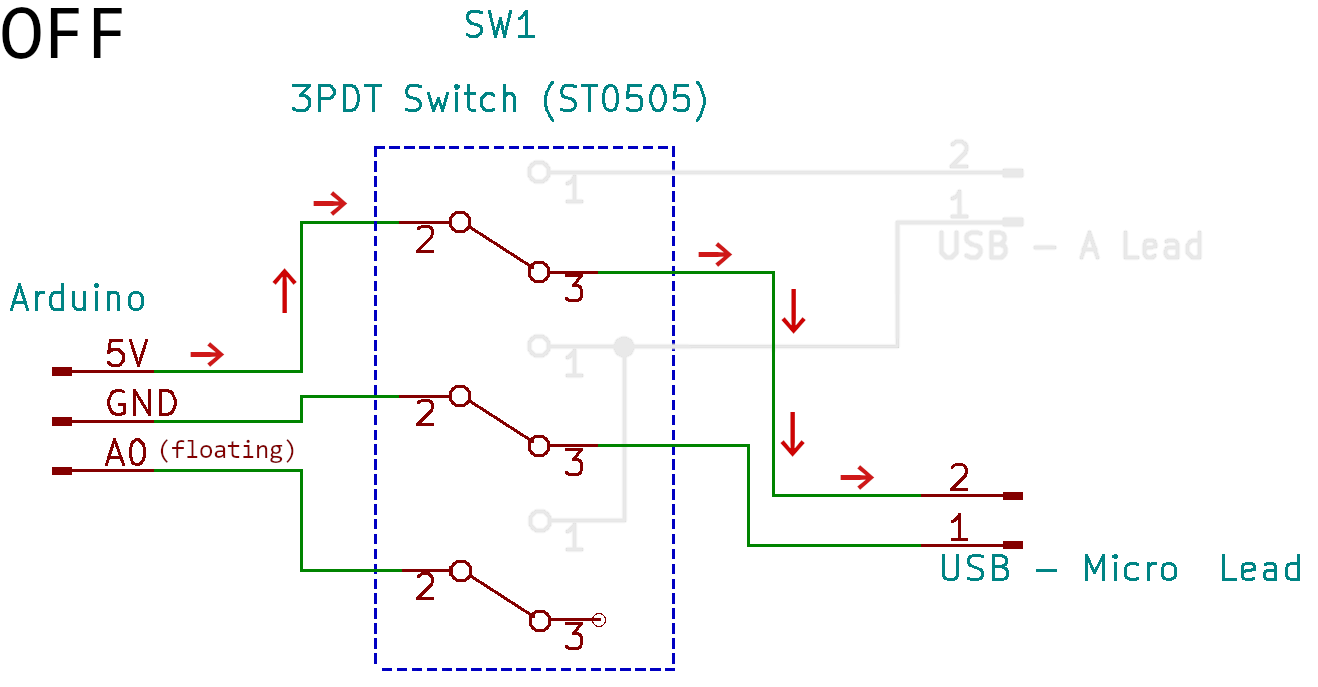 OFF
SW1
3PDT Switch (ST0505)
2
1
1
2
USB - A Lead
3
Arduino
5V
1
GND
2
A0 (floating)
3
2
1
1
2
USB - Micro Lead
3